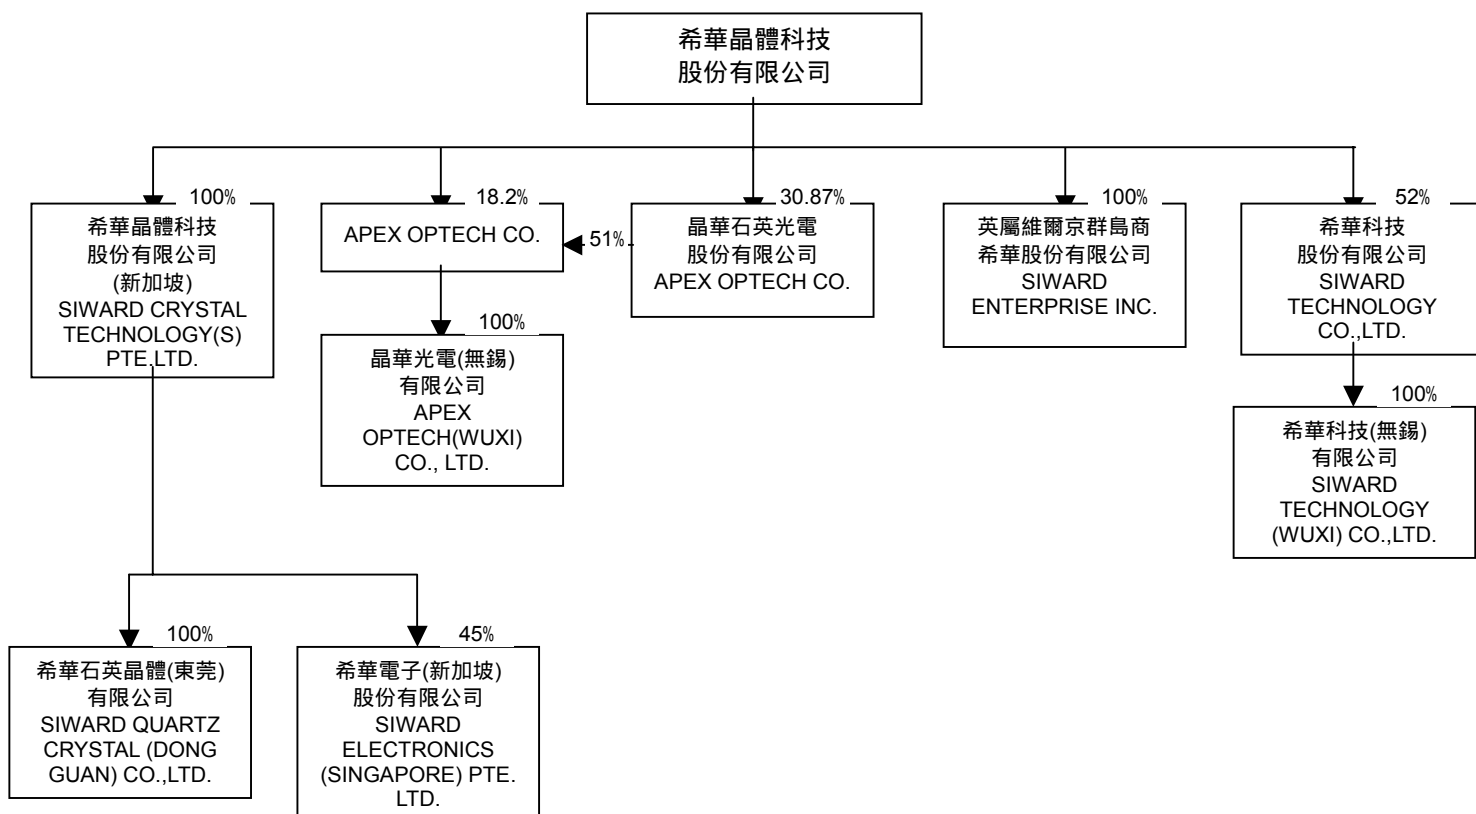 希華晶體科技
股份有限公司
100%
希華晶體科技
股份有限公司
(新加坡)
SIWARD CRYSTAL
TECHNOLOGY(S)
PTE.LTD.
18.2%
APEX OPTECH CO.
51%
30.87%
晶華石英光電
股份有限公司
APEX OPTECH CO.
100%
英屬維爾京群島商
希華股份有限公司
SIWARD
ENTERPRISE INC.
52%
希華科技
股份有限公司
SIWARD
TECHNOLOGY
CO.,LTD.
100%
晶華光電(無錫)
有限公司
APEX
OPTECH(WUXI)
CO., LTD.
100%
希華科技(無錫)
有限公司
SIWARD
TECHNOLOGY
(WUXI) CO.,LTD.
100%
希華石英晶體(東莞)
有限公司
SIWARD QUARTZ
CRYSTAL (DONG
GUAN) CO.,LTD.
45%
希華電子(新加坡)
股份有限公司
SIWARD
ELECTRONICS
(SINGAPORE) PTE.
LTD.